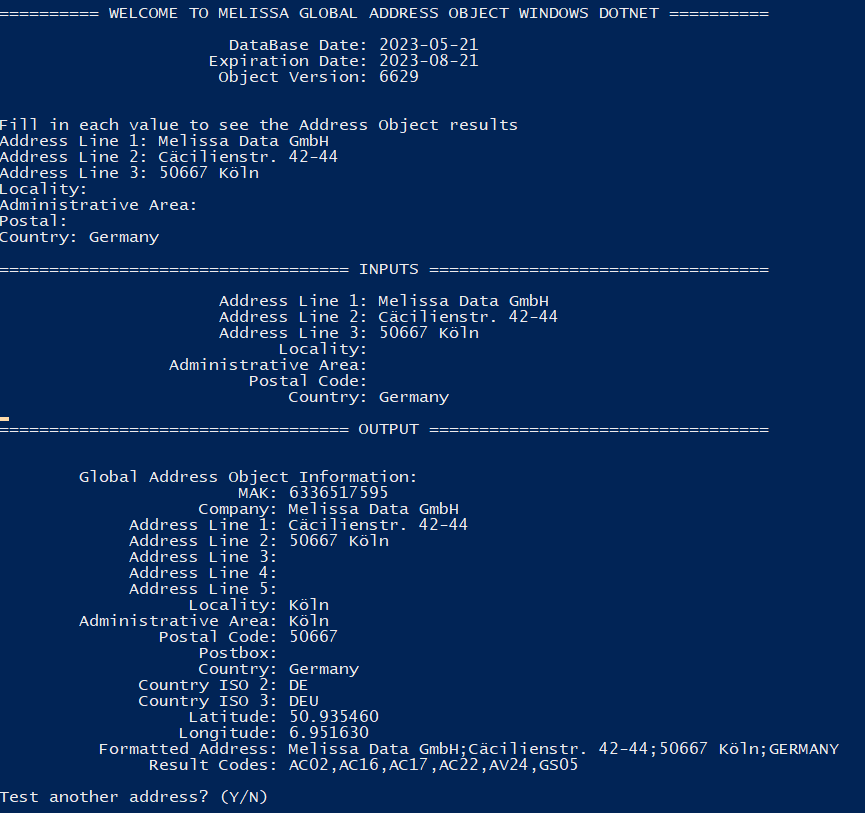 ========== WELCOME TO MELISSA GLOBAL ADDRESS OBJECT WINDOWS DOTNET ==========
DataBase Date: 2023-05-21
Expiration Date: 2023-08-21
Object Version: 6629
Fill in each value to see the Address Object results
Address Line 1: Melissa Data GmbH
Address Line 2: Cäcilienstr. 42-44
Address Line 3: 50667 Köln
Locality:
Administrative Area:
Postal:
Country: Germany
=================================== INPUTS ==================================
Address Line 1: Melissa Data GmbH
Address Line 2: Cäcilienstr. 42-44
Address Line 3: 50667 Köln
Locality:
Administrative Area:
Postal Code:
Country: Germany
=================================== OUTPUT ==================================
Global Address Object Information:
MAK: 6336517595
Company: Melissa Data GmbH
Address Line 1: Cäcilienstr. 42-44
Address Line 2: 50667 Köln
Address Line 3:
Address Line 4:
Address Line 5:
Locality: Köln
Administrative Area: Köln
Postal Code: 50667
Postbox:
Country: Germany
Country ISO 2: DE
Country ISO 3: DEU
Latitude: 50.935460
Longitude: 6.951630
Formatted Address: Melissa Data GmbH;Cäcilienstr. 42-44;50667 Köln;GERMANY
Result Codes: AC02,AC16,AC17,AC22,AV24,GS05
Test another address? (Y/N)